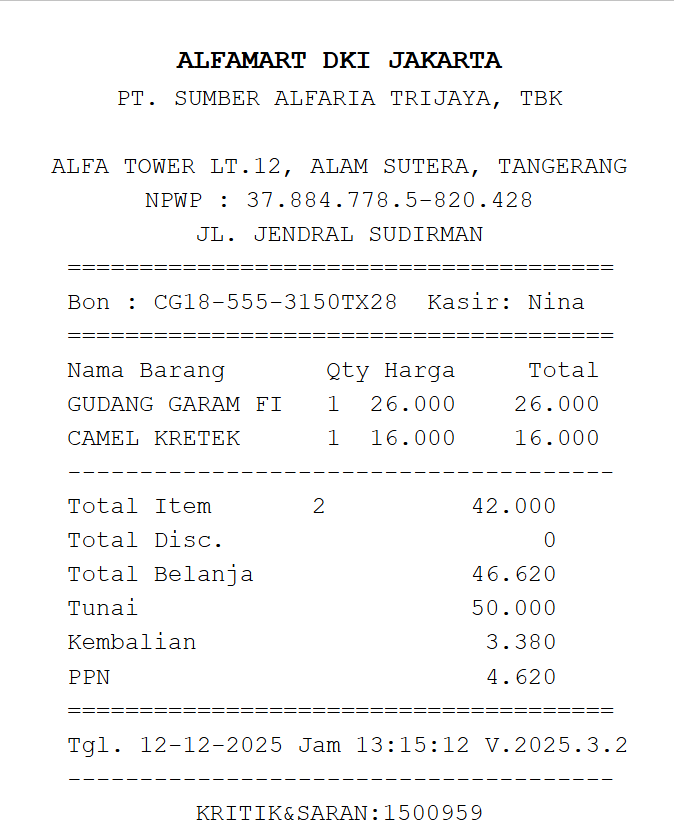 ALFAMART DKI JAKARTA
PT. SUMBER ALFARIA TRIJAYA, TBK
ALFA TOWER LT.12, ALAM SUTERA, TANGERANG
NPWP : 37.884.778.5-820.428
JL. JENDRAL SUDIRMAN
======================================
Bon : CG18-555-3150TX28 Kasir: Nina
======================================
Nama Barang Qty Harga Total
GUDANG GARAM FI 1 26.000 26.000
CAMEL KRETEK 1 16.000 16.000
--------------------------------------
Total Item 2 42.000
Total Disc. 0
Total Belanja 46.620
Tunai 50.000
Kembalian 3.380
PPN 4.620
======================================
Tgl. 12-12-2025 Jam 13:15:12 V.2025.3.2
--------------------------------------
KRITIK&SARAN:1500959